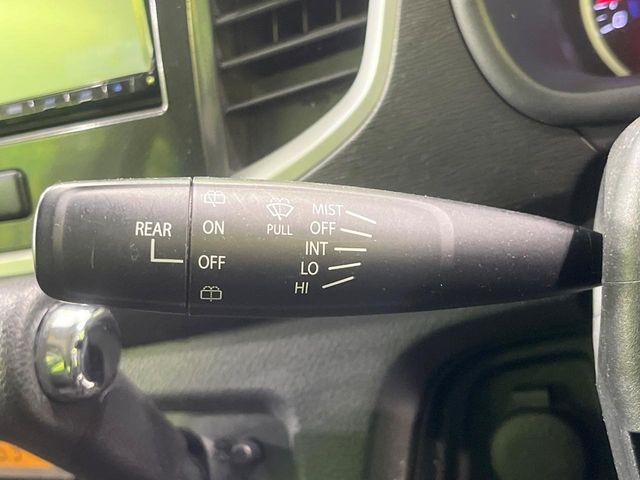 REAR
ON
OFF
PULL
MIST
OFF
INT
LO
HI